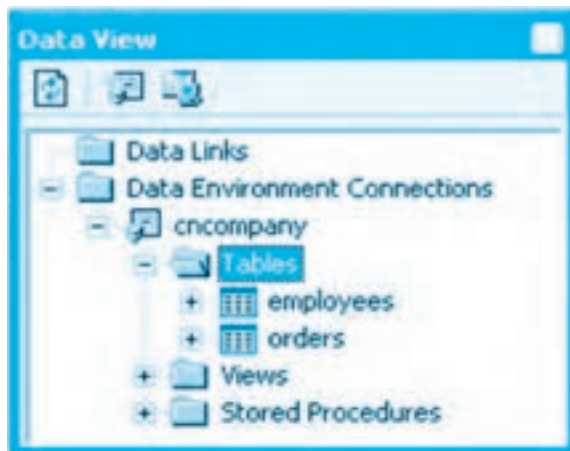 Data View
Data Links
Data Environment Connections
cncompany
Tables
employees
orders
Views
Stored Procedures